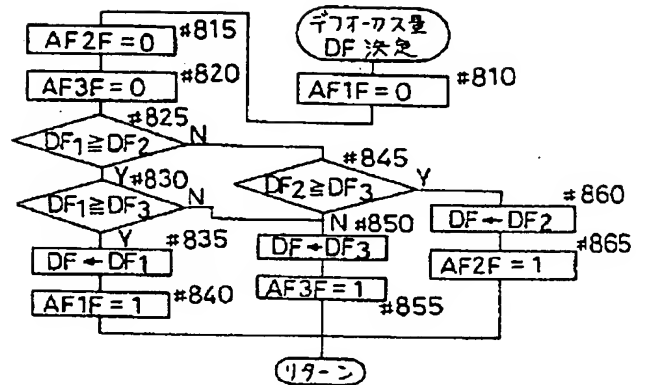 デフォーカス量
DF 決定
AF1F=0 #810
AF2F=0 #815
AF3F=0 #820
DF1≧DF2 #825
Y
N
DF1≧DF3 #830
Y
N
DF←DF1 #835
AF1F=1 #840
DF2≧DF3 #845
Y
N
DF←DF3 #850
AF3F=1 #855
DF←DF2 #860
AF2F=1 #865
リターン